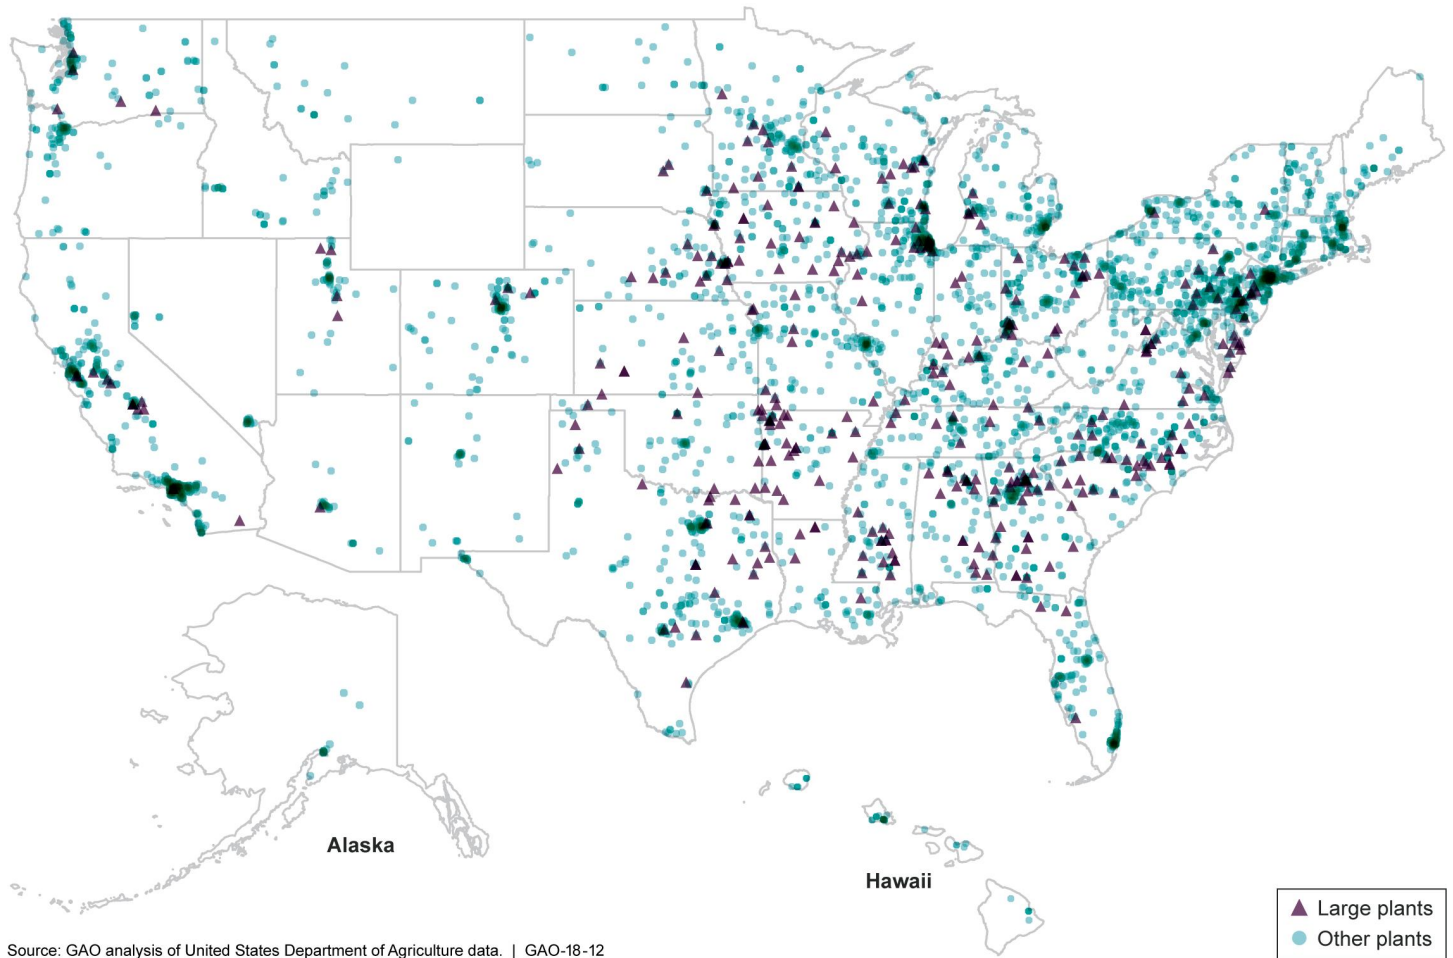 Alaska
Hawaii
Large plants
Other plants
Source: GAO analysis of United States Department of Agriculture data. | GAO-18-12